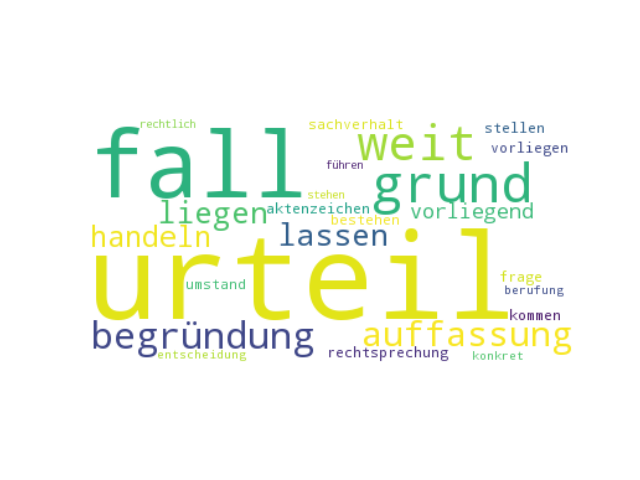 rechtlich
fall
sachverhalt
weit
stellen
vorliegen
führen
grund
stehen
liegen
aktenzeichen
vorliegend
bestehen
handeln
lassen
urteil
umstand
frage
berufung
kommen
begründung
auffassung
rechtsprechung
entscheidung
konkret